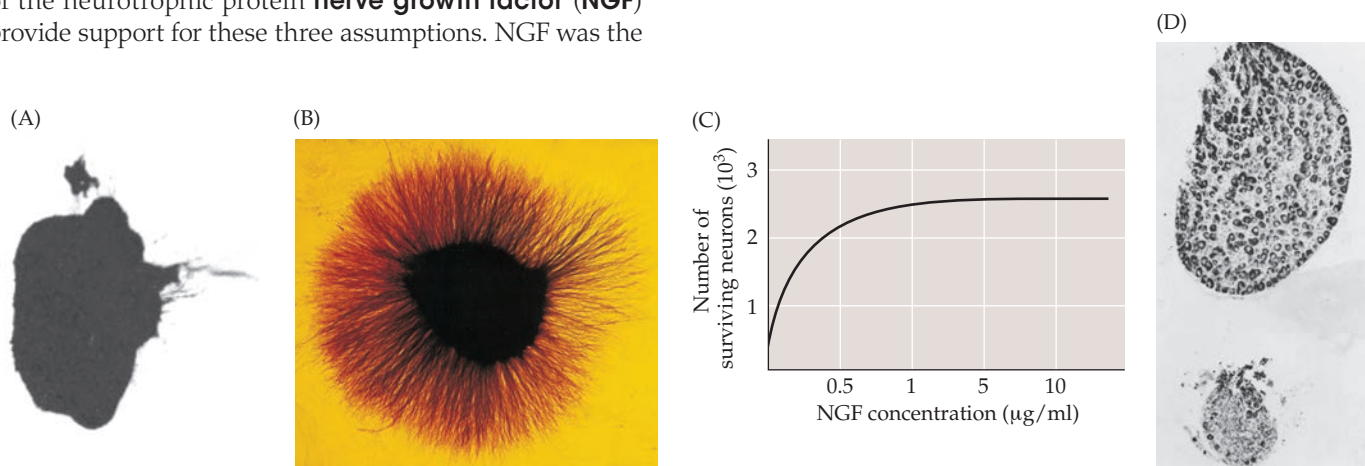 of the neurotrophic protein nerve growth factor (NGF)
provide support for these three assumptions. NGF was the
(A)
(B)
(C)
(D)
Number of
surviving neurons (10³)
3
2
1
0.5 1 5 10
NGF concentration (μg/ml)